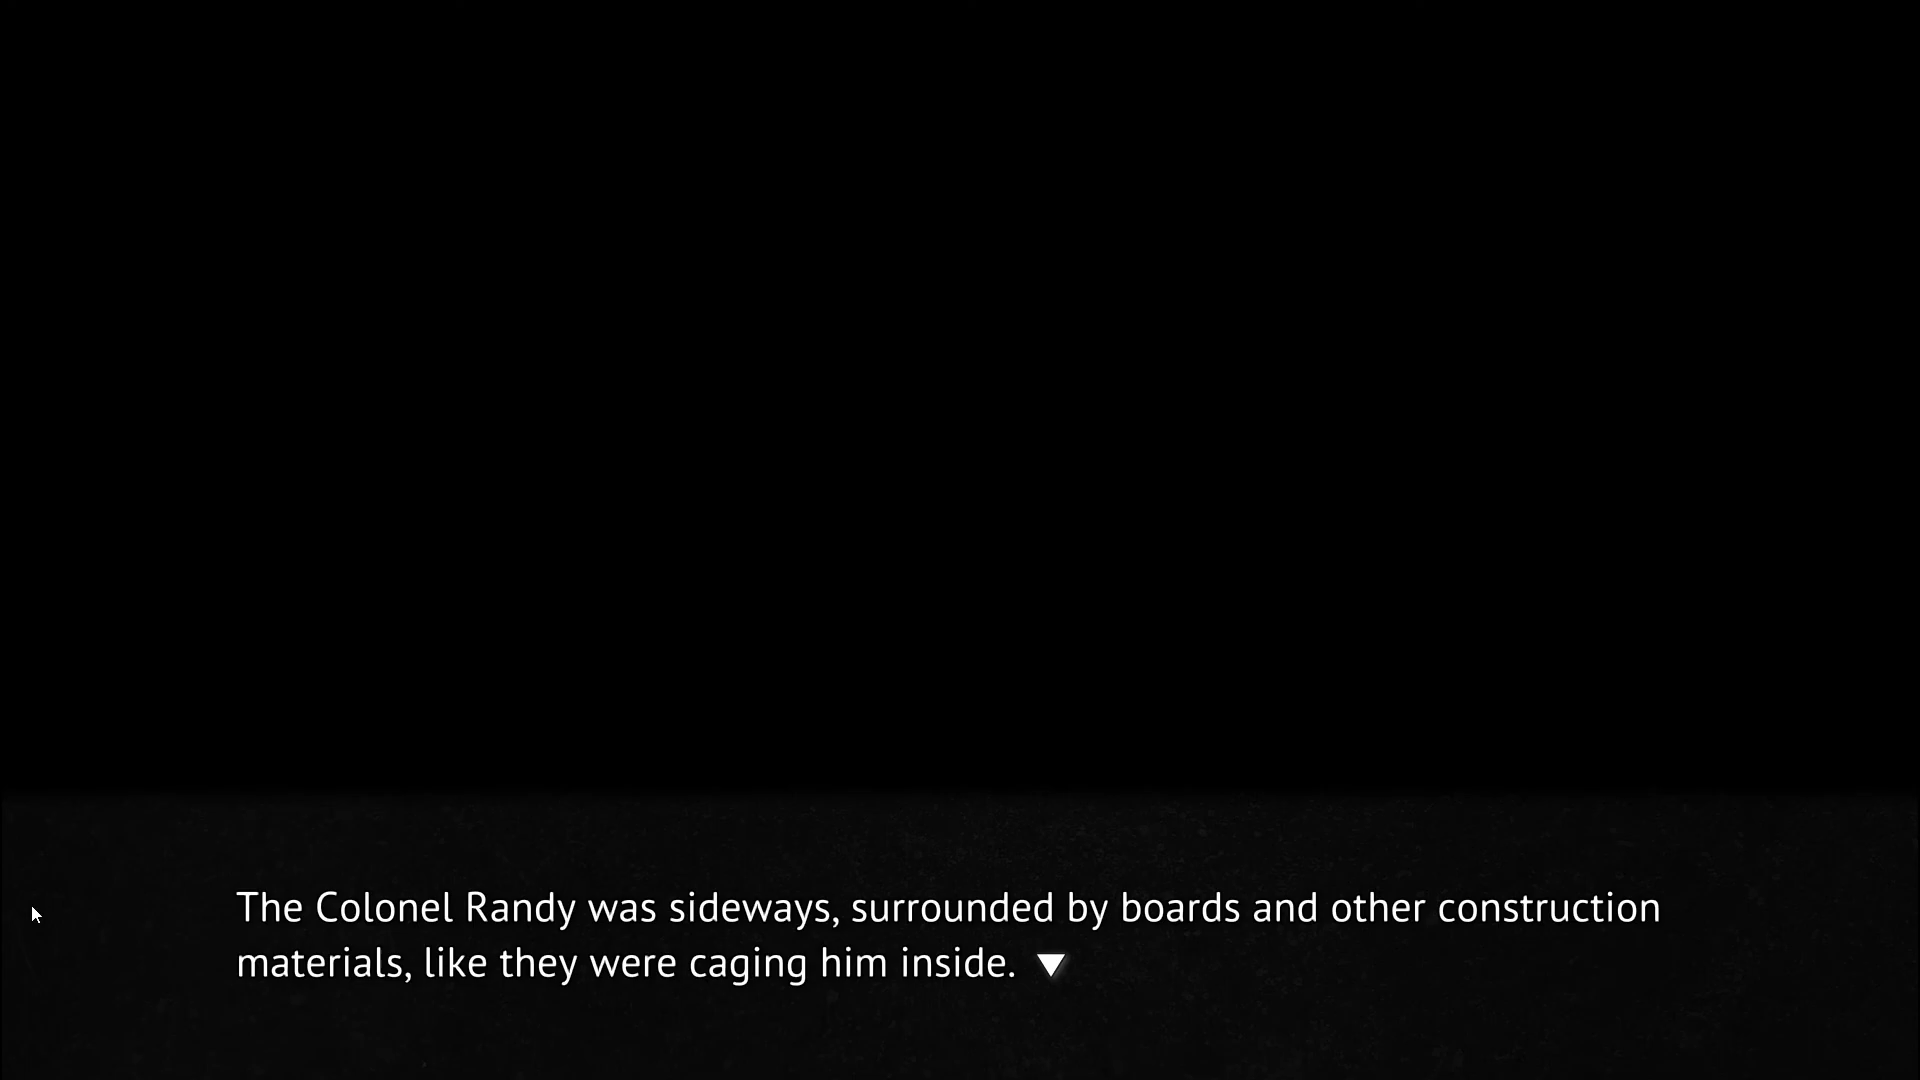 The Colonel Randy was sideways, surrounded by boards and other construction
materials, like they were caging him inside.